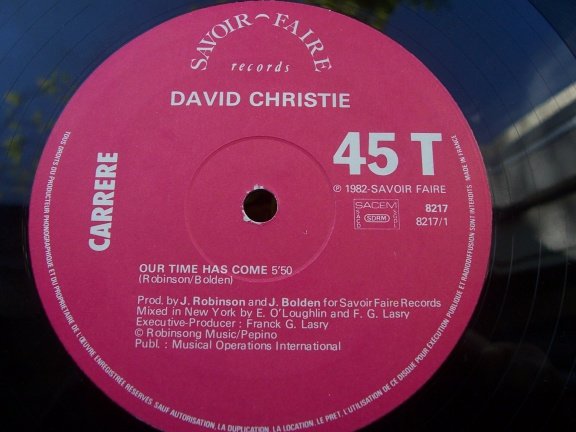 SAVOIR FAIRE
records
DAVID CHRISTIE
45 T
CARRERE
℗ 1982-SAVOIR FAIRE
SACEM
SACD
SDRM
SGDL
8217
8217/1
OUR TIME HAS COME 5'50
(Robinson/Bolden)
Prod. by J. Robinson and J. Bolden for Savoir Faire Records
Mixed in New York by E. O'Loughlin and F. G. Lasry
Executive-Producer : Franck G. Lasry
© Robinsong Music/Pepino
Publ. : Musical Operations International
TOUS DROITS DU PRODUCTEUR PHONOGRAPHIQUE ET DU PROPRIETAIRE DE L'ŒUVRE ENREGISTREE RESERVES SAUF AUTORISATION, LA DUPLICATION, LA LOCATION, LE PRET, L'UTILISATION DE CE DISQUE POUR EXECUTION PUBLIQUE ET RADIODIFFUSION SONT INTERDITS. MADE IN FRANCE